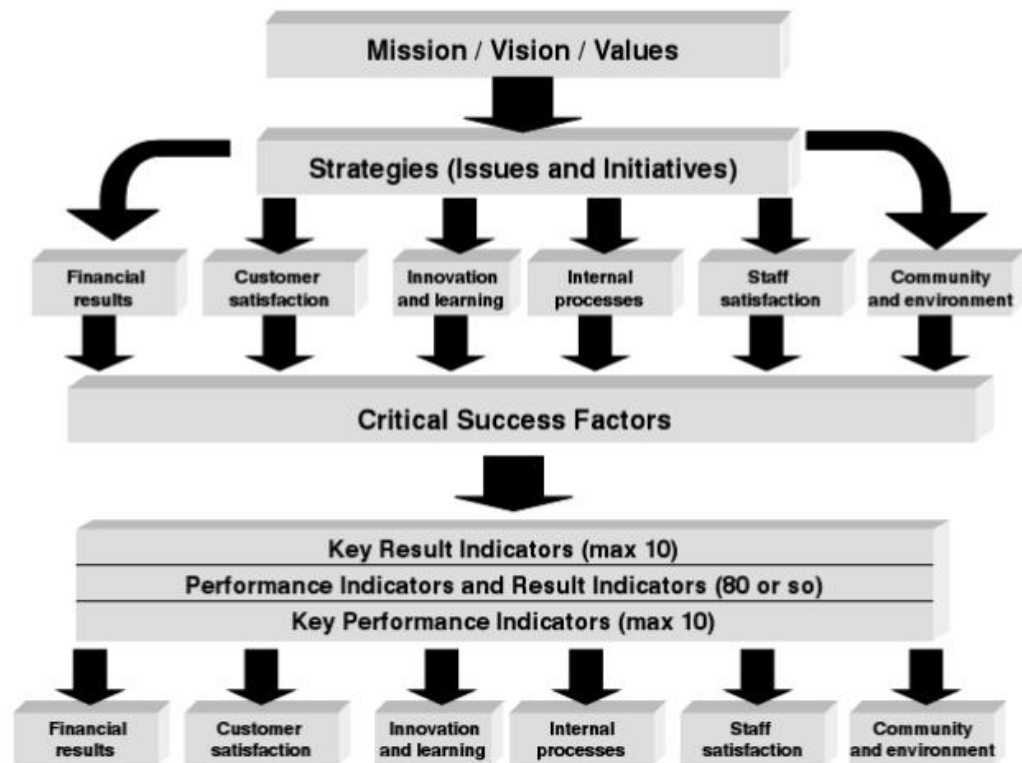 Mission / Vision / Values
Strategies (Issues and Initiatives)
Financial
results
Customer
satisfaction
Innovation
and learning
Internal
processes
Staff
satisfaction
Community
and environment
Critical Success Factors
Key Result Indicators (max 10)
Performance Indicators and Result Indicators (80 or so)
Key Performance Indicators (max 10)
Financial
results
Customer
satisfaction
Innovation
and learning
Internal
processes
Staff
satisfaction
Community
and environment